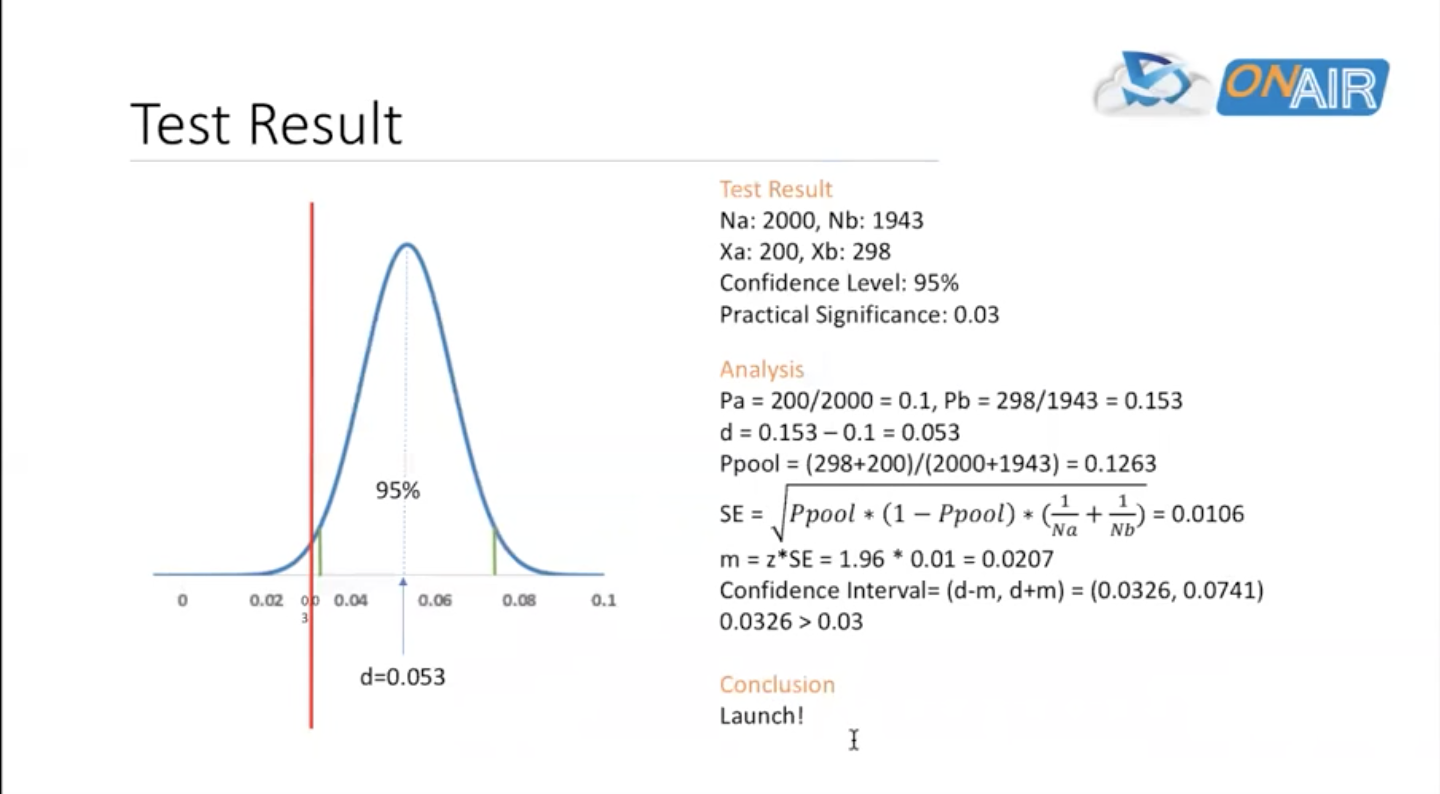 ONAIR
Test Result
Test Result
Na: 2000, Nb: 1943
Xa: 200, Xb: 298
Confidence Level: 95%
Practical Significance: 0.03
Analysis
Pa = 200/2000 = 0.1, Pb = 298/1943 = 0.153
d = 0.153 – 0.1 = 0.053
Ppool = (298+200)/(2000+1943) = 0.1263
SE = √Ppool ∗ (1 − Ppool) ∗ (1/Na + 1/Nb) = 0.0106
m = z*SE = 1.96 * 0.01 = 0.0207
Confidence Interval= (d-m, d+m) = (0.0326, 0.0741)
0.0326 > 0.03
Conclusion
Launch!
95%
0 0.02 0.03 0.04 0.06 0.08 0.1
d=0.053